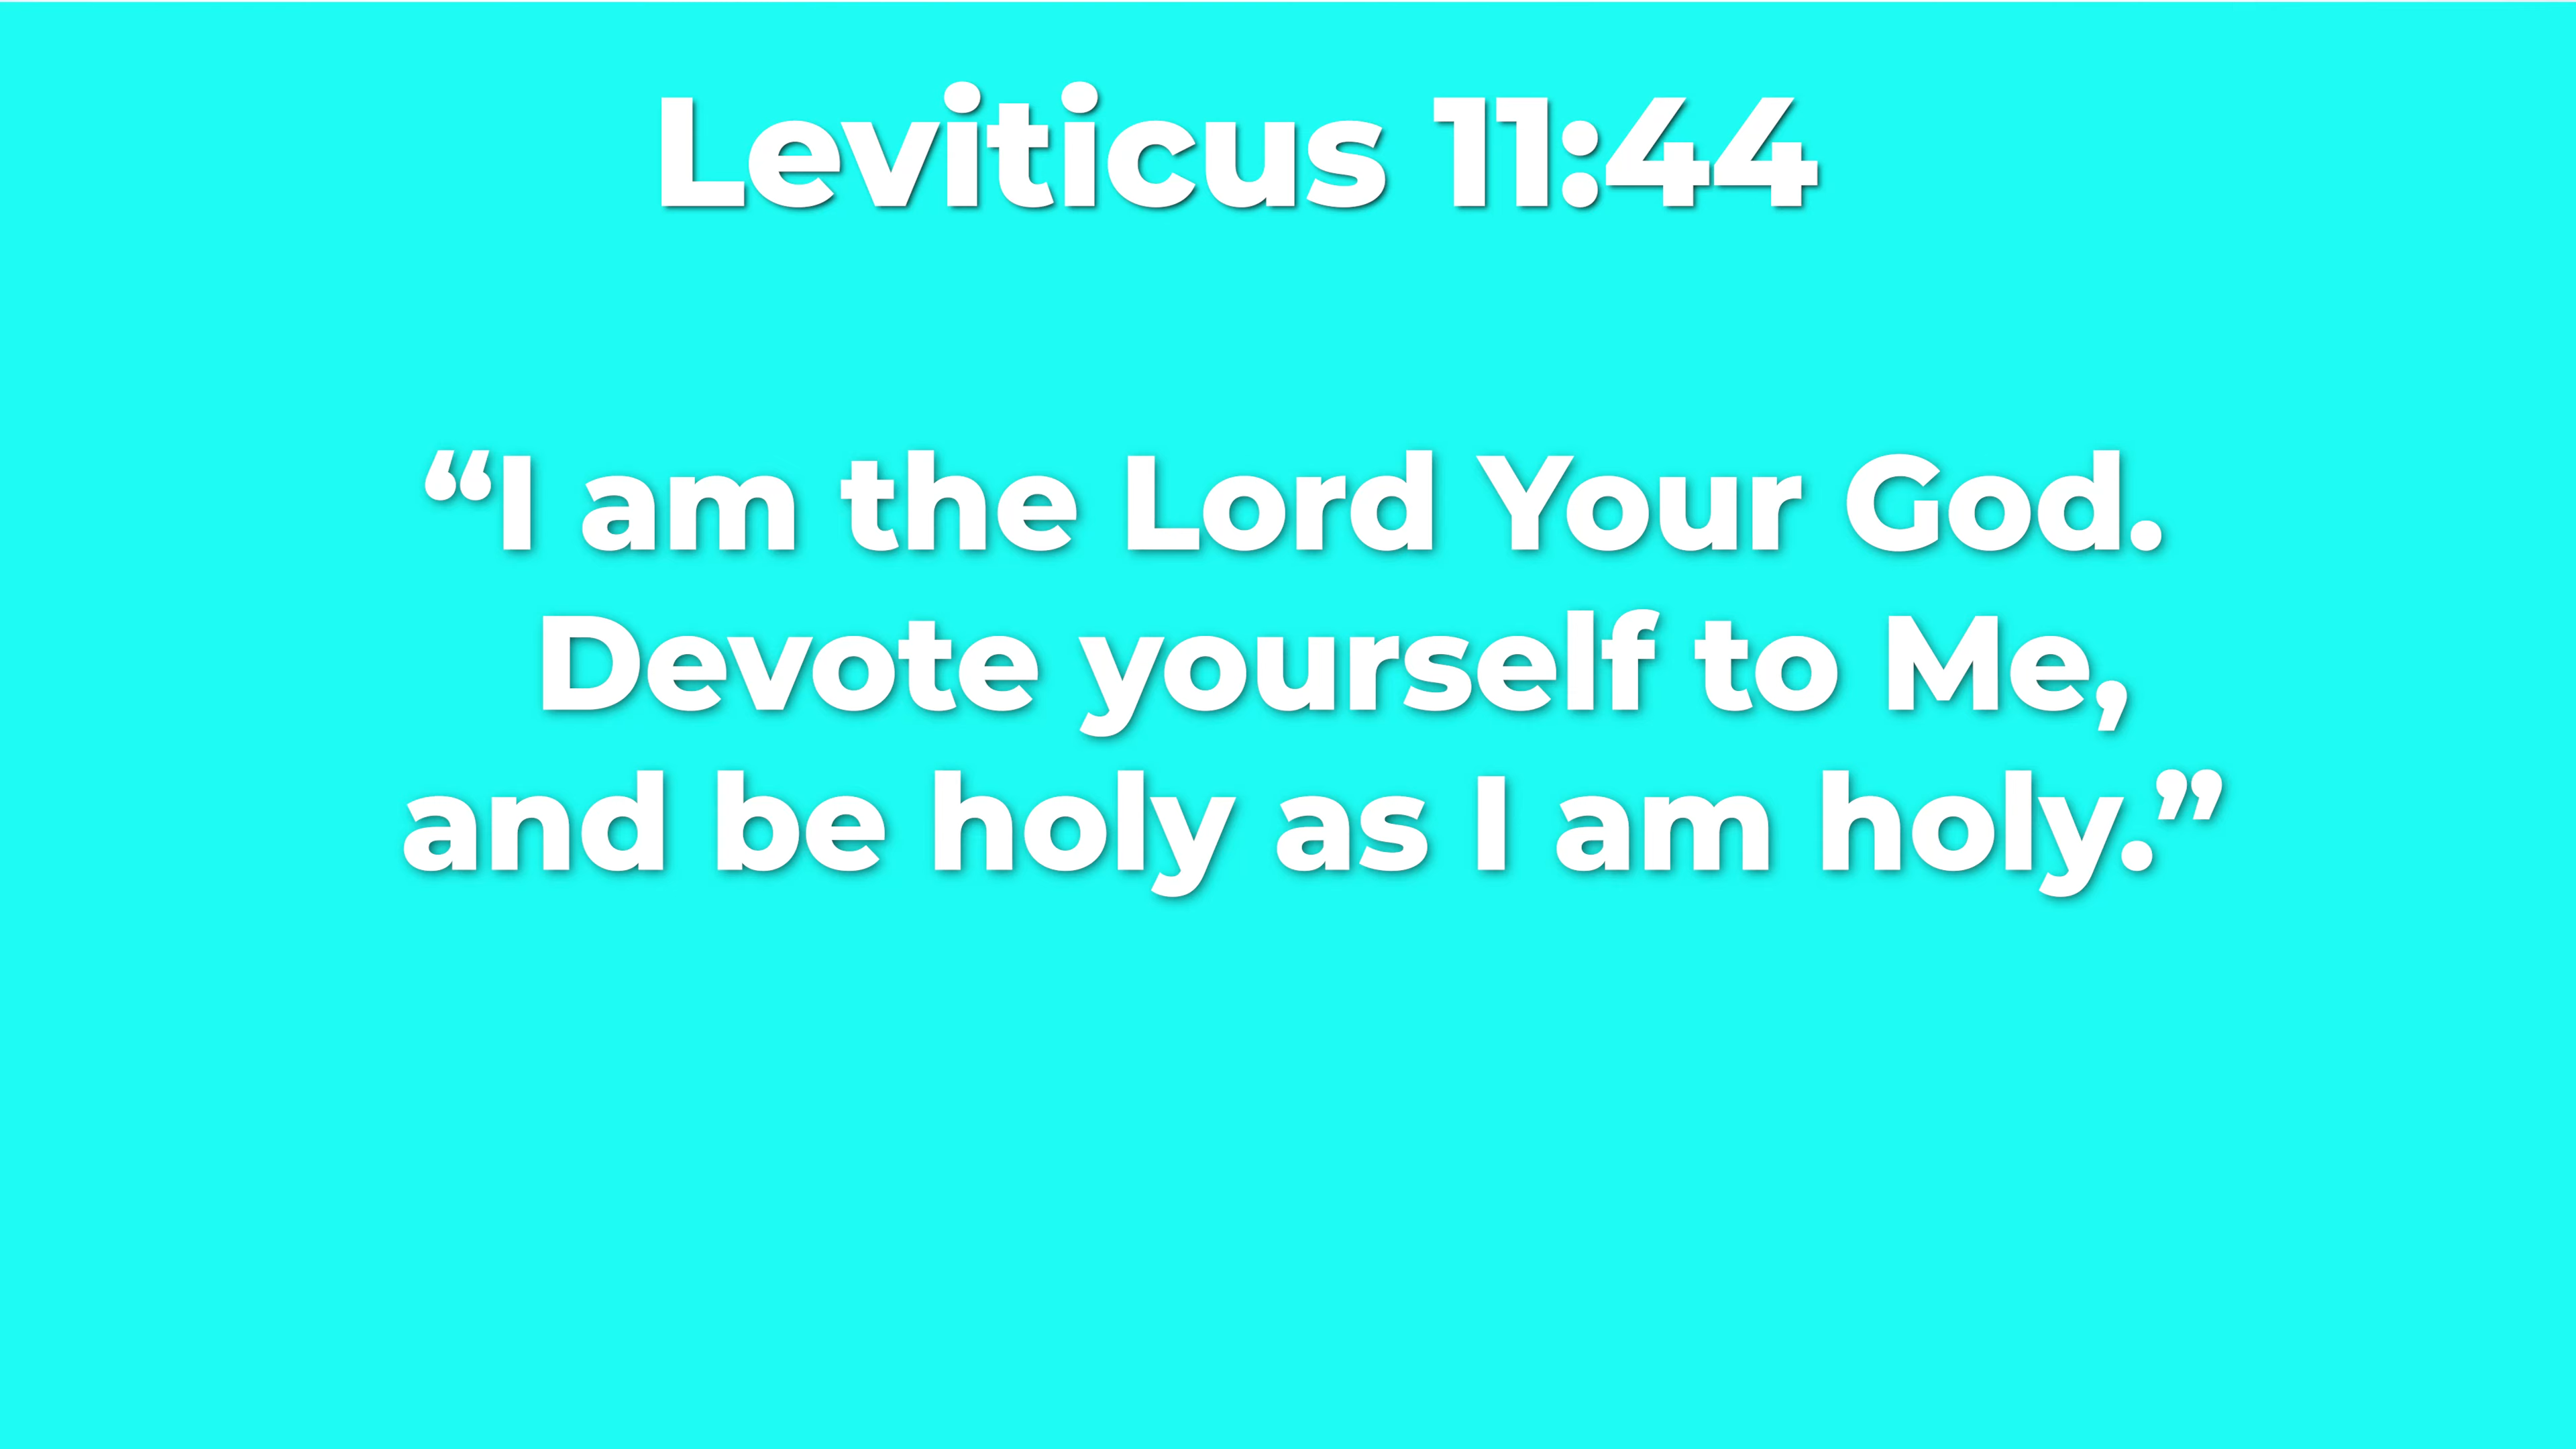 Leviticus 11:44
“I am the Lord Your God.
Devote yourself to Me,
and be holy as I am holy.”